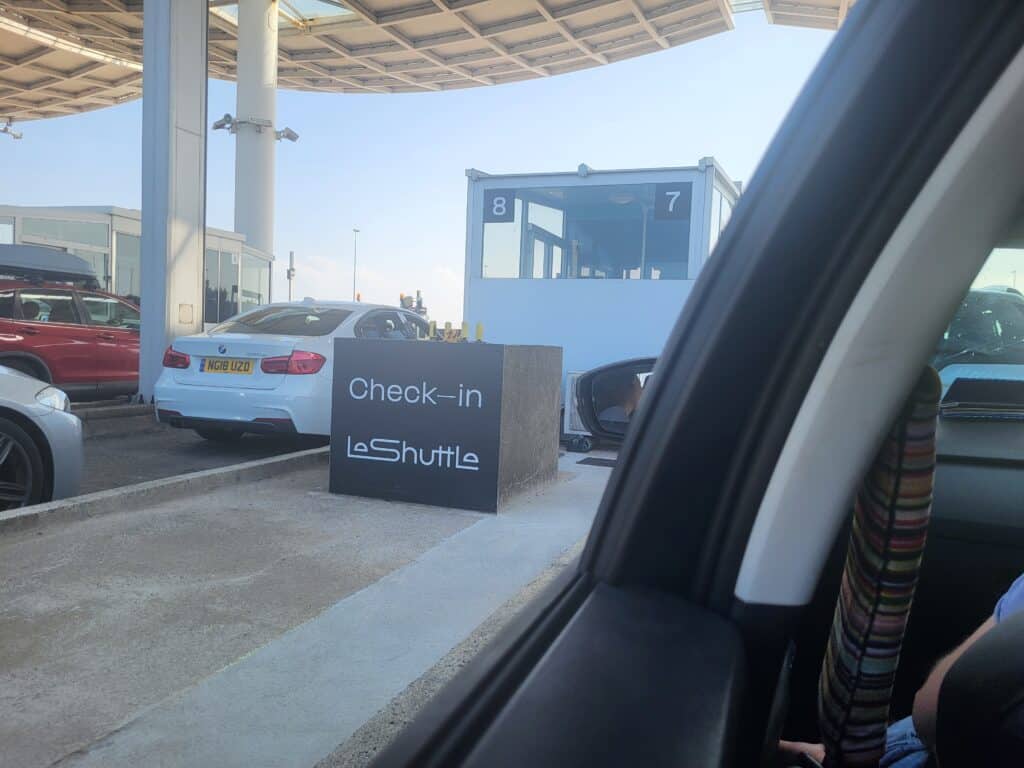 8
7
NG18 UZO
Check-in
LeShuttle